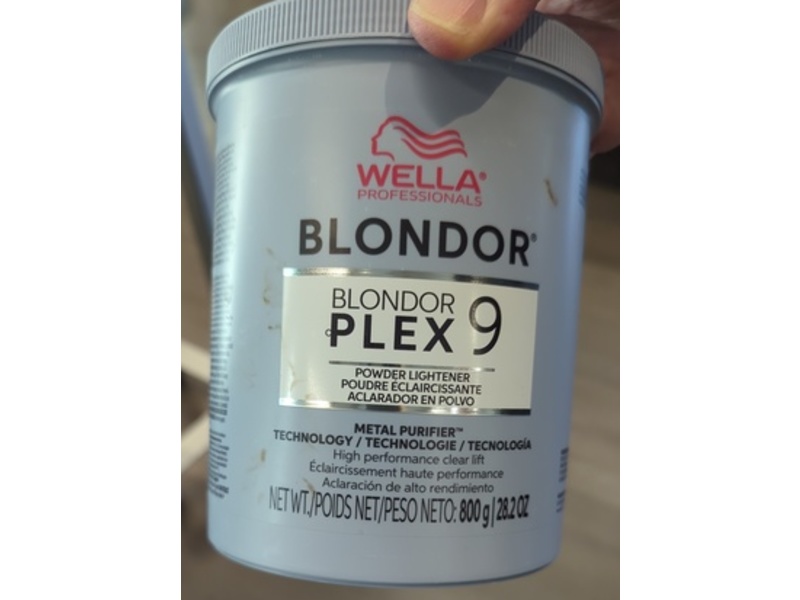 WELLA®
PROFESSIONALS
BLONDOR®
BLONDOR
PLEX 9
POWDER LIGHTENER
POUDRE ÉCLAIRCISSANTE
ACLARADOR EN POLVO
METAL PURIFIER™
TECHNOLOGY / TECHNOLOGIE / TECNOLOGÍA
High performance clear lift
Éclaircissement haute performance
Aclaración de alto rendimiento
NET WT./POIDS NET/PESO NETO: 800 g | 28.2 OZ